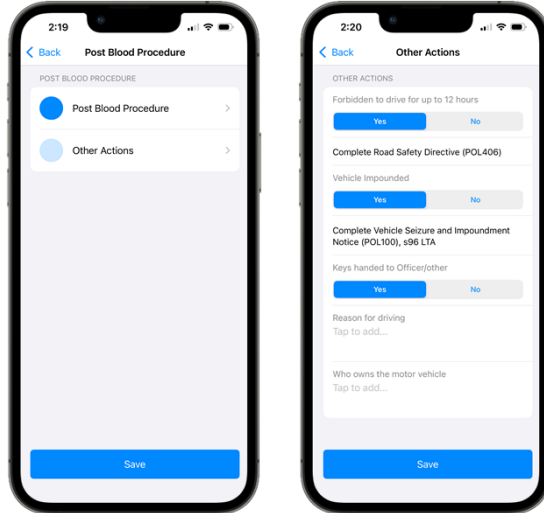 2:19
Back
Post Blood Procedure
POST BLOOD PROCEDURE
Post Blood Procedure
Other Actions
Save
2:20
Back
Other Actions
OTHER ACTIONS
Forbidden to drive for up to 12 hours
Yes
No
Complete Road Safety Directive (POL406)
Vehicle Impounded
Yes
No
Complete Vehicle Seizure and Impoundment
Notice (POL100), s96 LTA
Keys handed to Officer/other
Yes
No
Reason for driving
Tap to add...
Who owns the motor vehicle
Tap to add...
Save